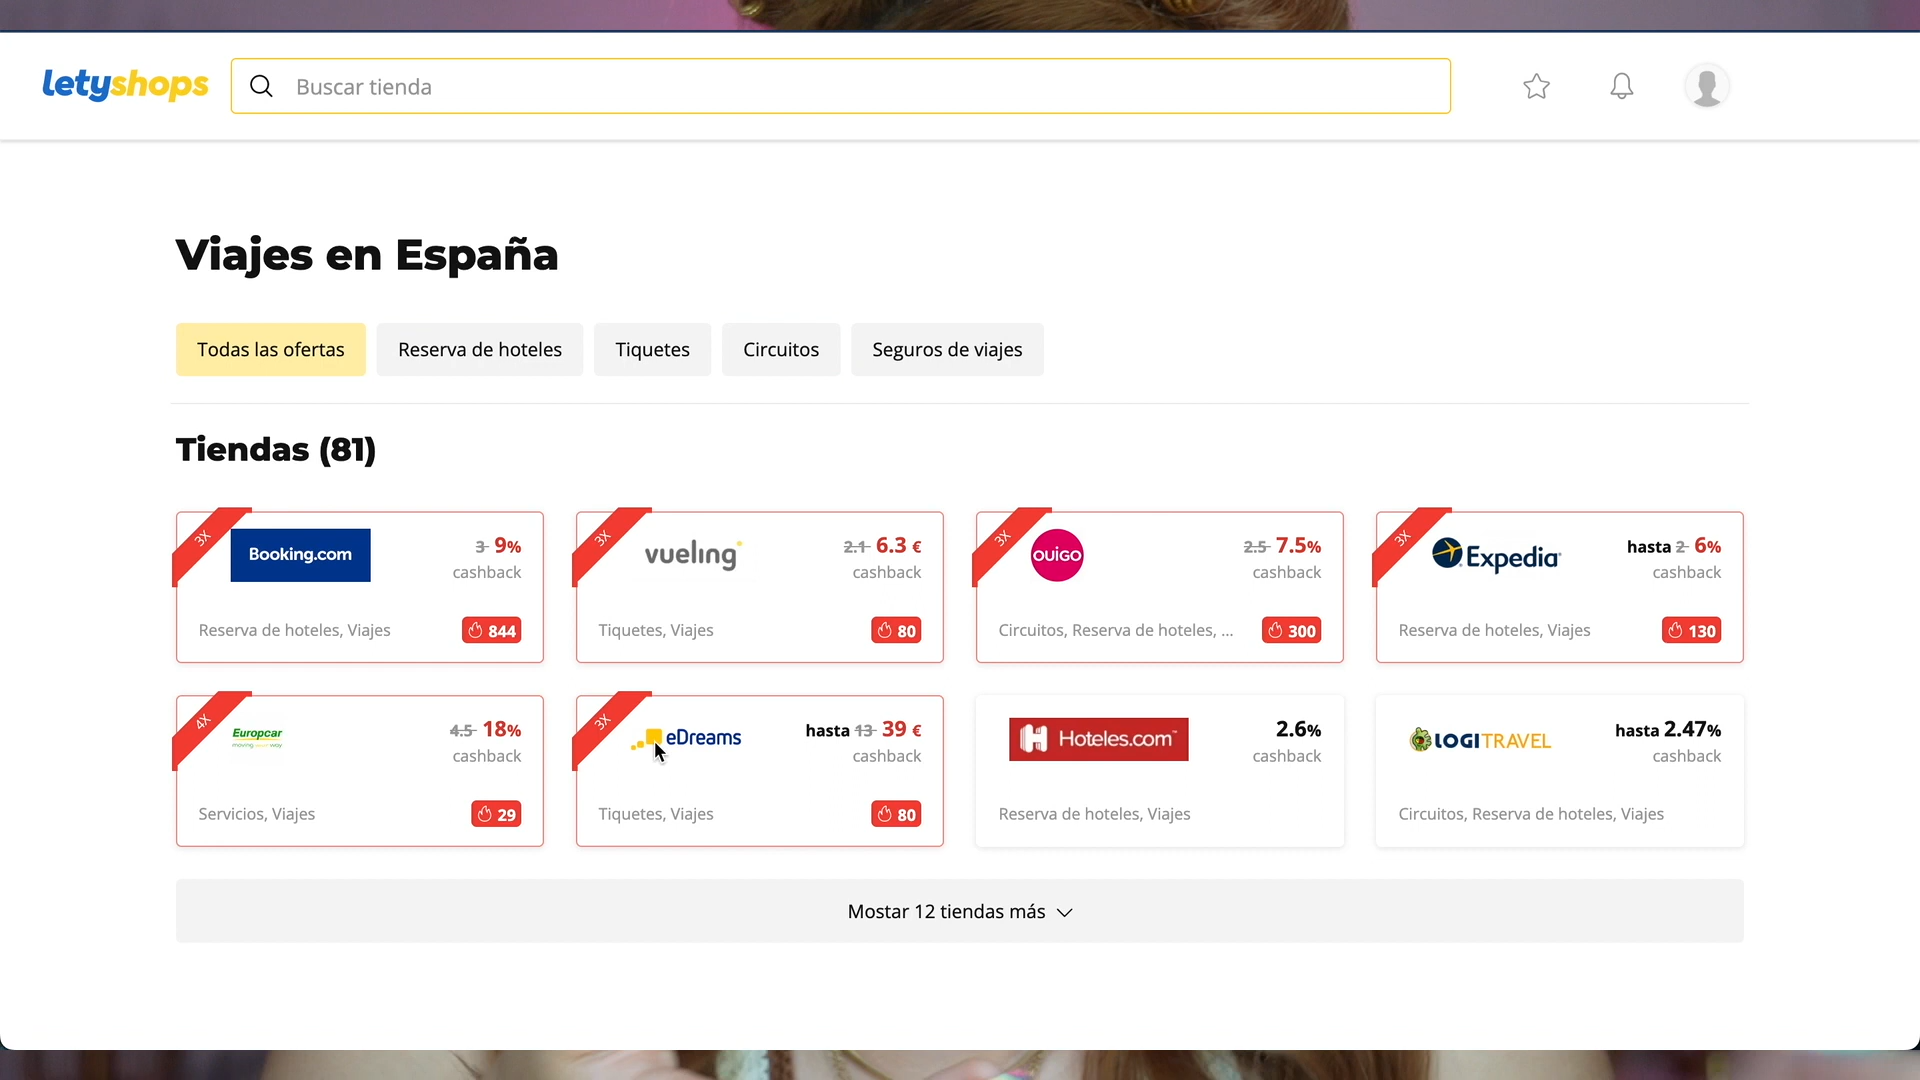 letyshops
Buscar tienda
Viajes en España
Todas las ofertas
Reserva de hoteles
Tiquetes
Circuitos
Seguros de viajes
Tiendas (81)
3X
Booking.com
3 9%
cashback
Reserva de hoteles, Viajes
844
3X
vueling
2.1 6.3 €
cashback
Tiquetes, Viajes
80
3X
OUIGO
2.5 7.5%
cashback
Circuitos, Reserva de hoteles, ...
300
3X
Expedia
hasta 2 6%
cashback
Reserva de hoteles, Viajes
130
4X
Europcar
moving your way
4.5 18%
cashback
Servicios, Viajes
29
3X
eDreams
hasta 13 39 €
cashback
Tiquetes, Viajes
80
Hoteles.com™
2.6%
cashback
Reserva de hoteles, Viajes
LOGITRAVEL
hasta 2.47%
cashback
Circuitos, Reserva de hoteles, Viajes
Mostar 12 tiendas más